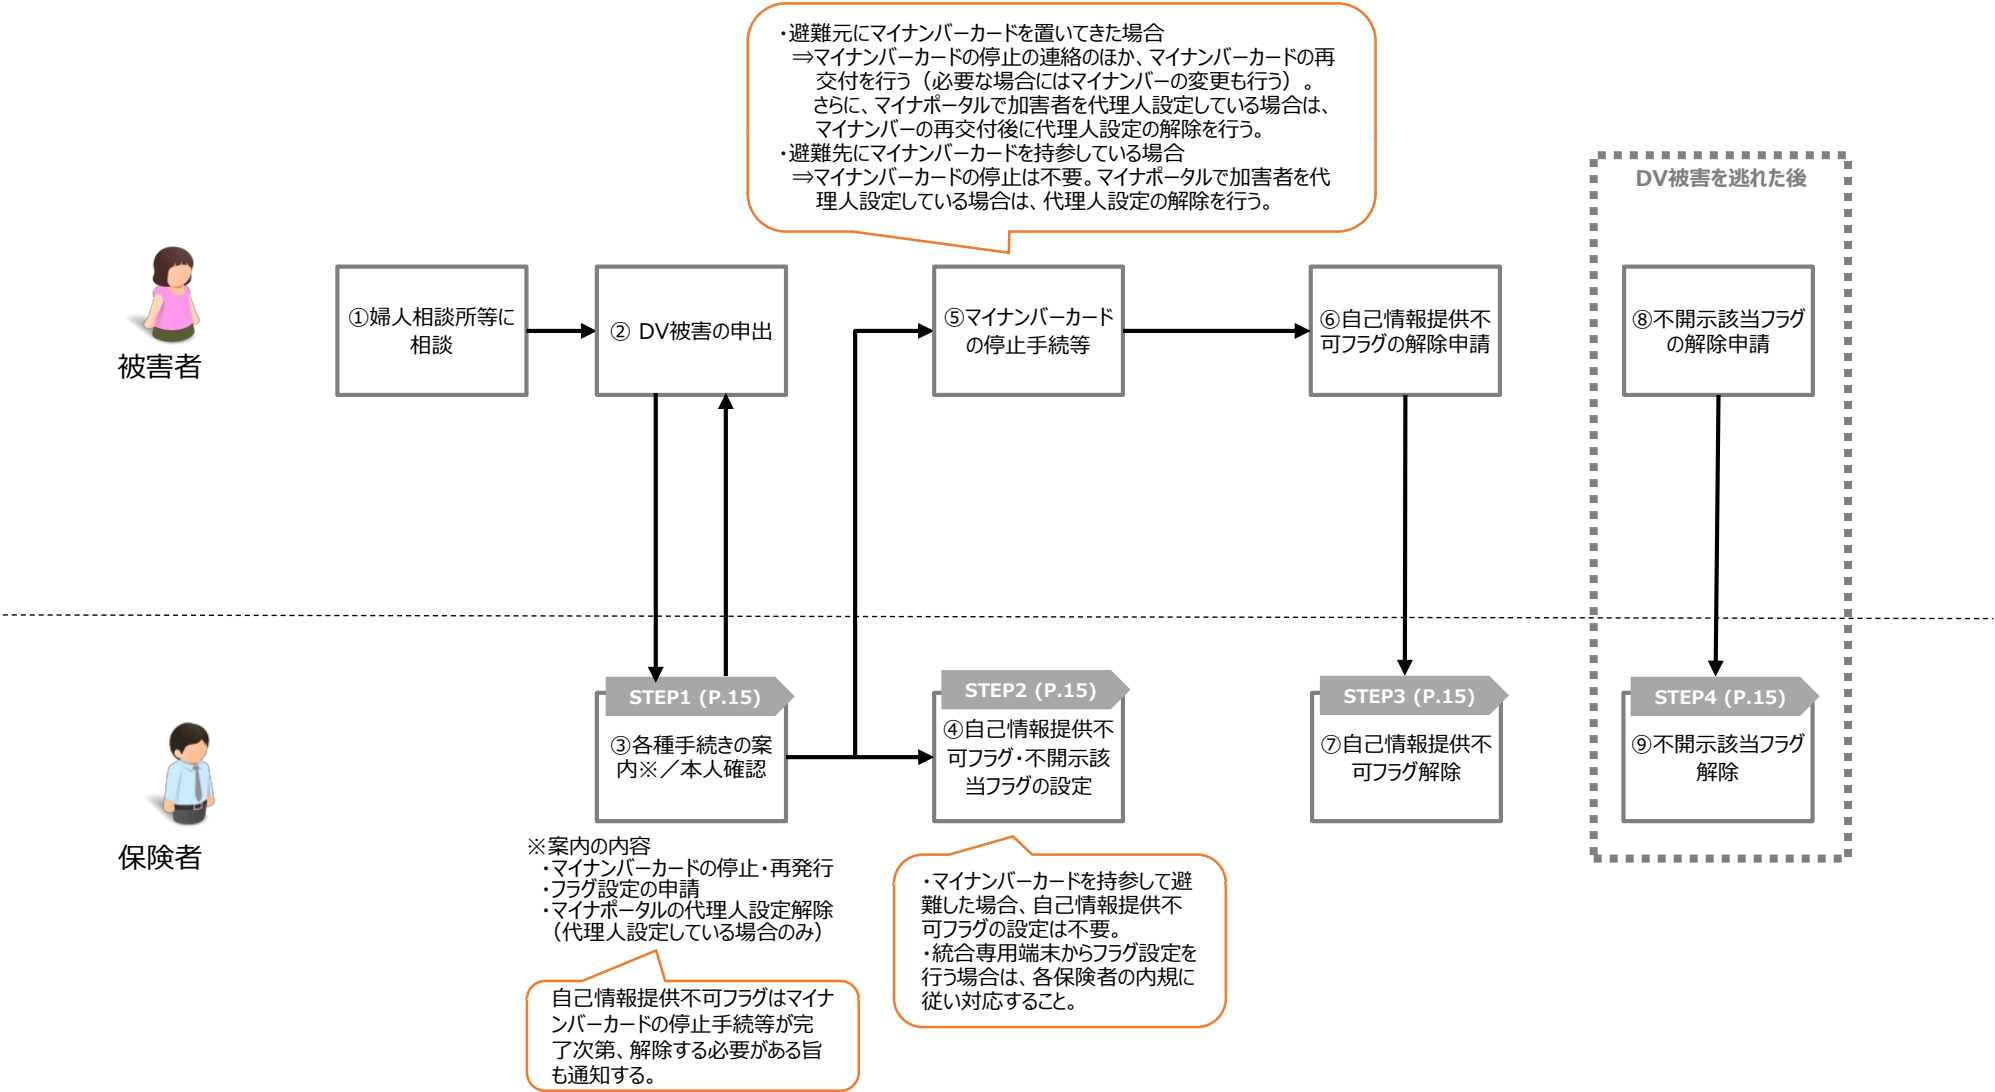 ・避難元にマイナンバーカードを置いてきた場合
⇒マイナンバーカードの停止の連絡のほか、マイナンバーカードの再
交付を行う（必要な場合にはマイナンバーの変更も行う）。
さらに、マイナポータルで加害者を代理人設定している場合は、
マイナンバーの再交付後に代理人設定の解除を行う。
・避難先にマイナンバーカードを持参している場合
⇒マイナンバーカードの停止は不要。マイナポータルで加害者を代
理人設定している場合は、代理人設定の解除を行う。
DV被害を逃れた後
被害者
①婦人相談所等に
相談
② DV被害の申出
⑤マイナンバーカード
の停止手続等
⑥自己情報提供不
可フラグの解除申請
⑧不開示該当フラグ
の解除申請
保険者
STEP1 (P.15)
③各種手続きの案
内※／本人確認
STEP2 (P.15)
④自己情報提供不
可フラグ・不開示該
当フラグの設定
STEP3 (P.15)
⑦自己情報提供不
可フラグ解除
STEP4 (P.15)
⑨不開示該当フラグ
解除
※案内の内容
・マイナンバーカードの停止・再発行
・フラグ設定の申請
・マイナポータルの代理人設定解除
（代理人設定している場合のみ）
自己情報提供不可フラグはマイナ
ンバーカードの停止手続等が完
了次第、解除する必要がある旨
も通知する。
・マイナンバーカードを持参して避
難した場合、自己情報提供不
可フラグの設定は不要。
・統合専用端末からフラグ設定を
行う場合は、各保険者の内規に
従い対応すること。